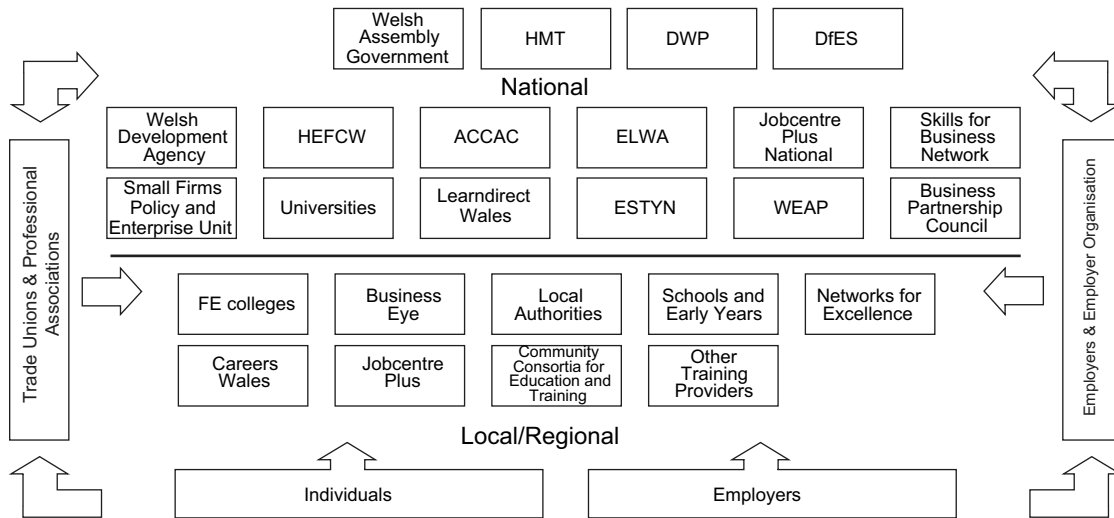 Welsh
Assembly
Government
HMT
DWP
DfES
National
Welsh
Development
Agency
HEFCW
ACCAC
ELWA
Jobcentre
Plus
National
Skills for
Business
Network
Small Firms
Policy and
Enterprise Unit
Universities
Learndirect
Wales
ESTYN
WEAP
Business
Partnership
Council
Trade Unions & Professional
Associations
Employers & Employer Organisation
FE colleges
Business
Eye
Local
Authorities
Schools and
Early Years
Networks for
Excellence
Careers
Wales
Jobcentre
Plus
Community
Consortia for
Education and
Training
Other
Training
Providers
Local/Regional
Individuals
Employers